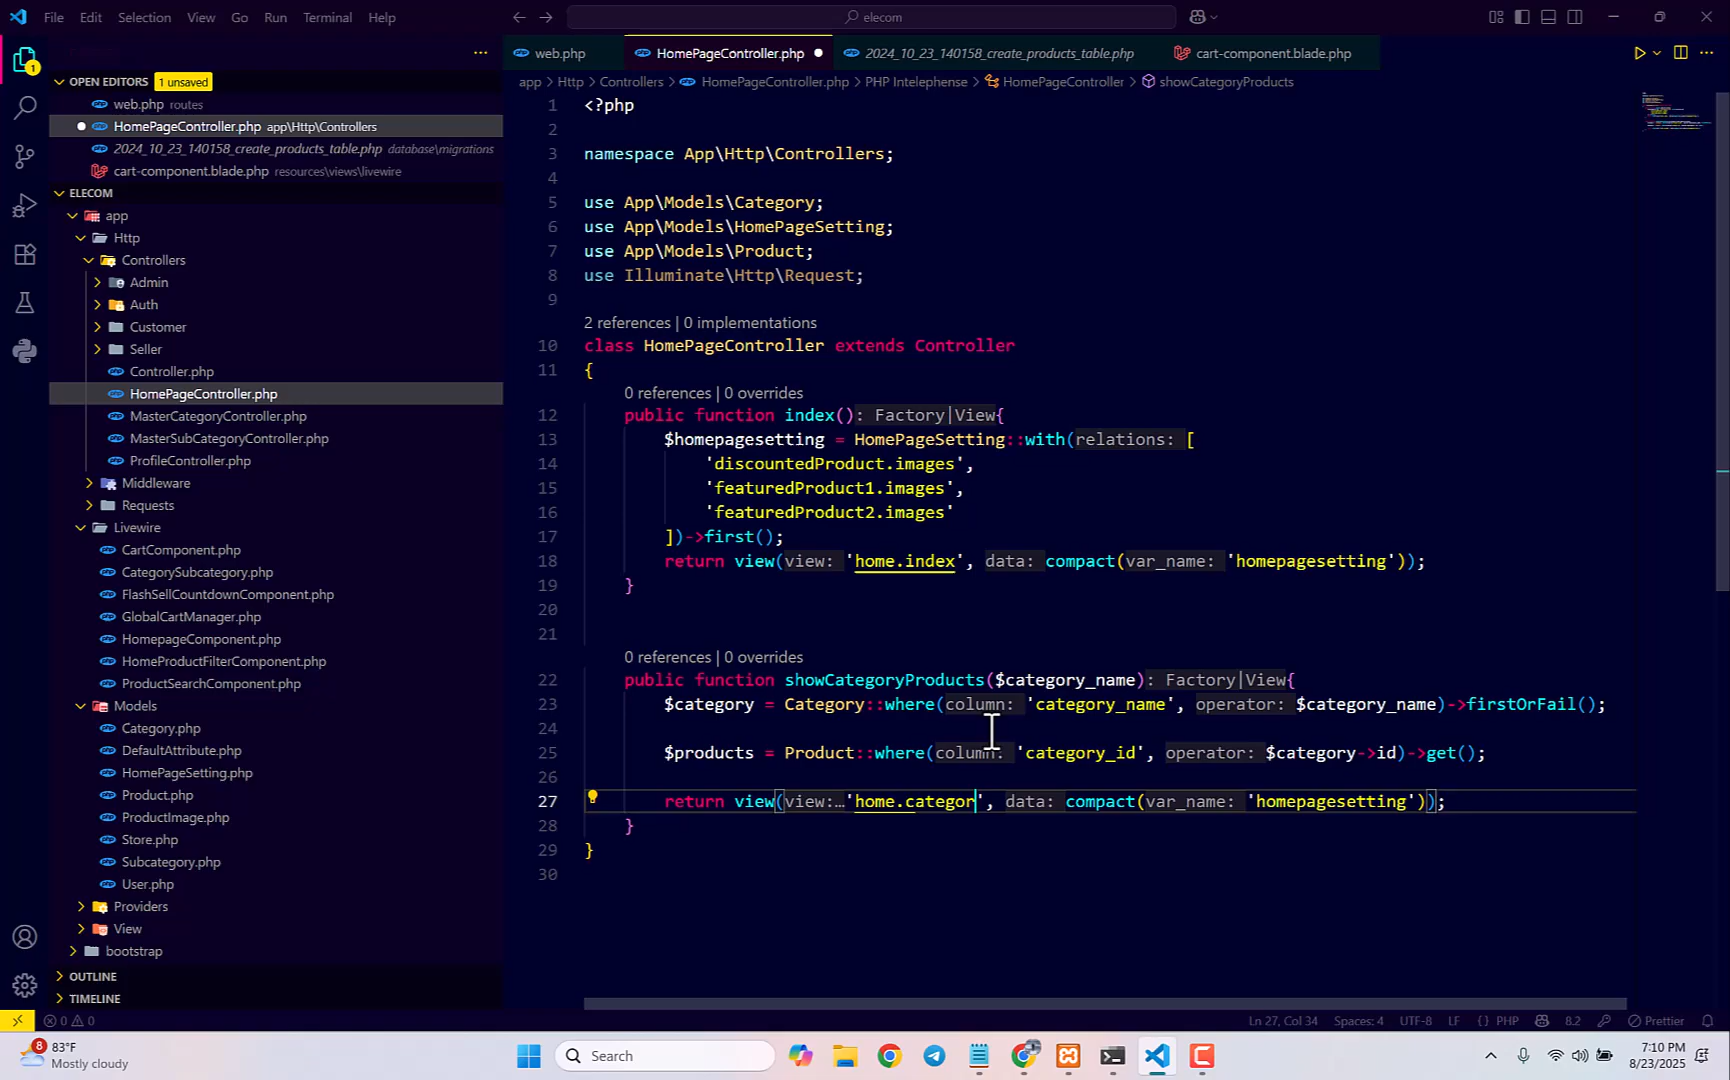 File Edit Selection View Go Run Terminal Help
elecom
OPEN EDITORS 1 unsaved
web.php routes
HomePageController.php app\Http\Controllers
2024_10_23_140158_create_products_table.php database\migrations
cart-component.blade.php resources\views\livewire
ELECOM
app
Http
Controllers
Admin
Auth
Customer
Seller
Controller.php
HomePageController.php
MasterCategoryController.php
MasterSubCategoryController.php
ProfileController.php
Middleware
Requests
Livewire
CartComponent.php
CategorySubcategory.php
FlashSellCountdownComponent.php
GlobalCartManager.php
HomepageComponent.php
HomeProductFilterComponent.php
ProductSearchComponent.php
Models
Category.php
DefaultAttribute.php
HomePageSetting.php
Product.php
ProductImage.php
Store.php
Subcategory.php
User.php
Providers
View
bootstrap
OUTLINE
TIMELINE
web.php HomePageController.php 2024_10_23_140158_create_products_table.php cart-component.blade.php
app > Http > Controllers > HomePageController.php > PHP Intelephense > HomePageController > showCategoryProducts
1 <?php
2
3 namespace App\Http\Controllers;
4
5 use App\Models\Category;
6 use App\Models\HomePageSetting;
7 use App\Models\Product;
8 use Illuminate\Http\Request;
9
2 references | 0 implementations
10 class HomePageController extends Controller
11 {
0 references | 0 overrides
12 public function index(): Factory|View{
13 $homepagesetting = HomePageSetting::with(relations: [
14 'discountedProduct.images',
15 'featuredProduct1.images',
16 'featuredProduct2.images'
17 ])->first();
18 return view(view: 'home.index', data: compact(var_name: 'homepagesetting'));
19 }
20
21
0 references | 0 overrides
22 public function showCategoryProducts($category_name): Factory|View{
23 $category = Category::where(column: 'category_name', operator: $category_name)->firstOrFail();
24
25 $products = Product::where(column: 'category_id', operator: $category->id)->get();
26
27 return view(view:…'home.categor', data: compact(var_name: 'homepagesetting'));
28 }
29 }
30
1
0 0
Ln 27, Col 34 Spaces: 4 UTF-8 LF {} PHP 8.2 Prettier
8
83°F
Mostly cloudy
Search
7:10 PM
8/23/2025